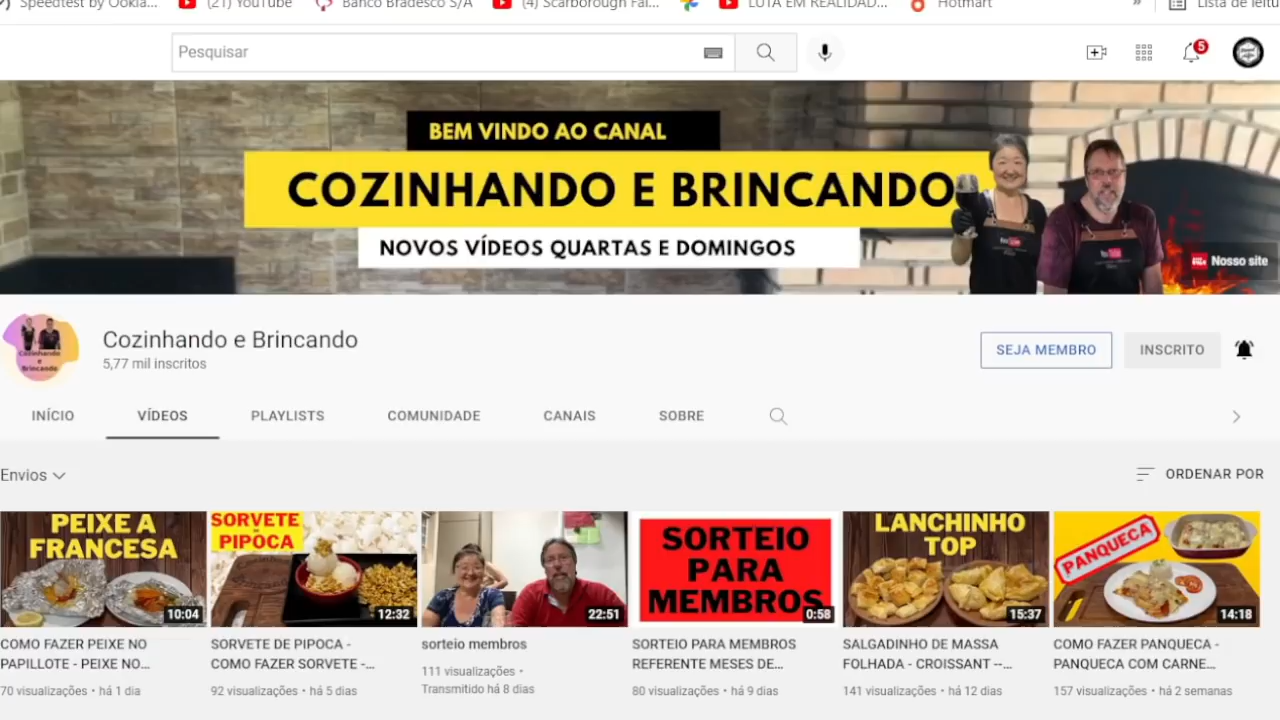 Speedtest by Ookla...
(21) YouTube
Banco Bradesco S/A
(4) Scarborough Fai...
LUTA EM REALIDAD...
Hotmart
»
Lista de leitu
Pesquisar
5
BEM VINDO AO CANAL
COZINHANDO E BRINCANDO
NOVOS VÍDEOS QUARTAS E DOMINGOS
Nosso site
Cozinhando e Brincando
5,77 mil inscritos
SEJA MEMBRO
INSCRITO
Cozinhando
e
Brincando
INÍCIO
VÍDEOS
PLAYLISTS
COMUNIDADE
CANAIS
SOBRE
Envios
ORDENAR POR
PEIXE A
FRANCESA
10:04
SORVETE
PIPOCA
12:32
22:51
SORTEIO
PARA
MEMBROS
0:58
LANCHINHO
TOP
15:37
PANQUECA
14:18
COMO FAZER PEIXE NO
PAPILLOTE - PEIXE NO...
70 visualizações • há 1 dia
SORVETE DE PIPOCA -
COMO FAZER SORVETE -...
92 visualizações • há 5 dias
sorteio membros
111 visualizações •
Transmitido há 8 dias
SORTEIO PARA MEMBROS
REFERENTE MESES DE...
80 visualizações • há 9 dias
SALGADINHO DE MASSA
FOLHADA - CROISSANT --...
141 visualizações • há 12 dias
COMO FAZER PANQUECA -
PANQUECA COM CARNE...
157 visualizações • há 2 semanas